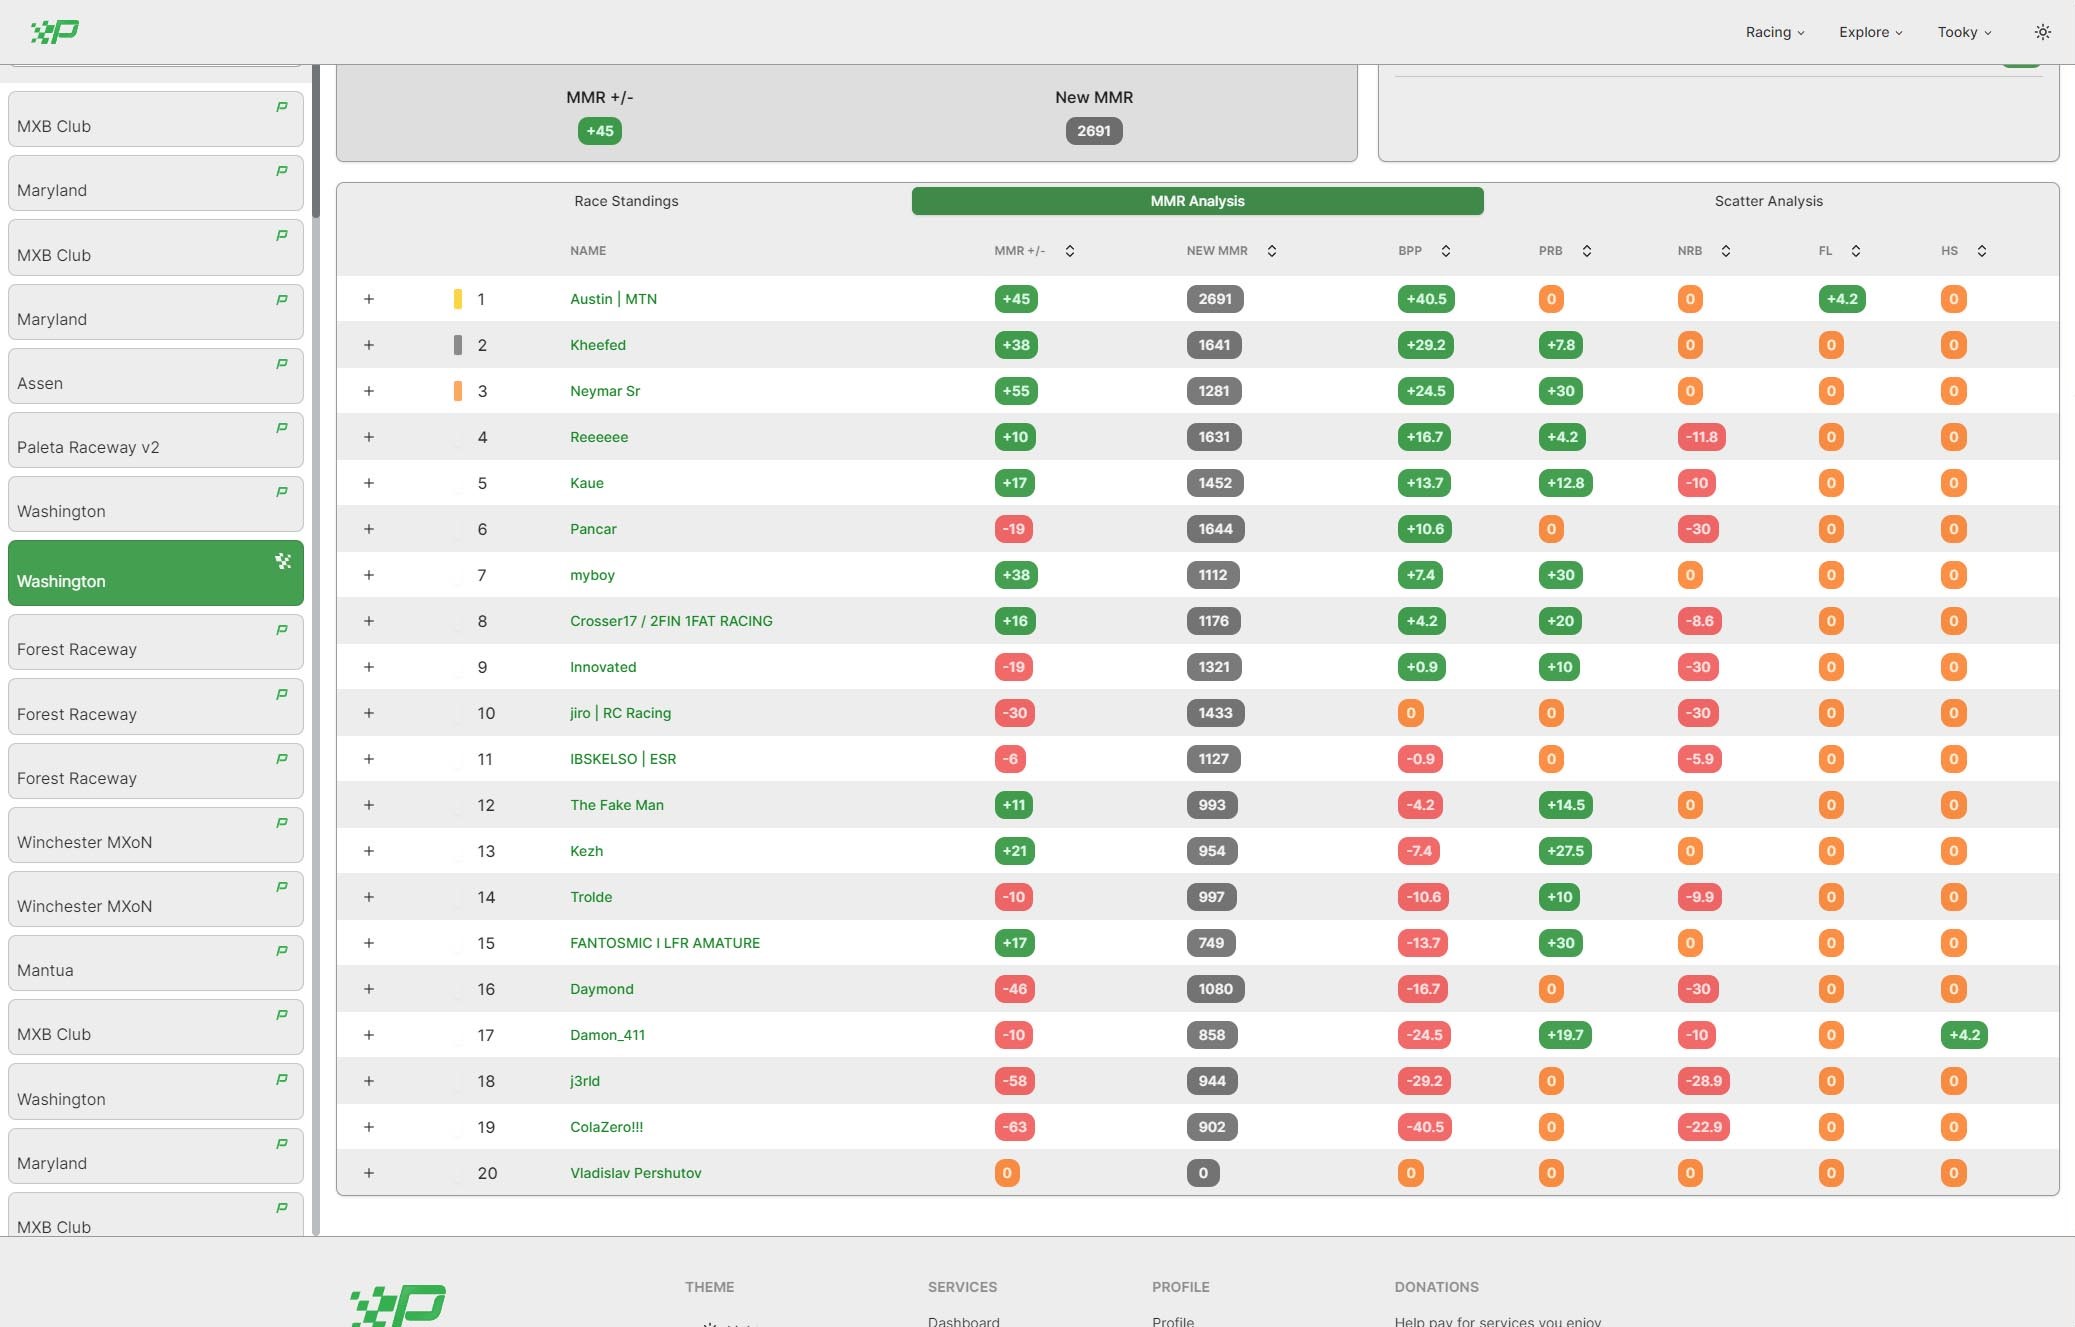 Racing Explore Tooky
MXB Club
Maryland
MXB Club
Maryland
Assen
Paleta Raceway v2
Washington
Washington
Forest Raceway
Forest Raceway
Forest Raceway
Winchester MXoN
Winchester MXoN
Mantua
MXB Club
Washington
Maryland
MXB Club
MMR +/- New MMR
+45 2691
Race Standings MMR Analysis Scatter Analysis
NAME MMR +/- NEW MMR BPP PRB NRB FL HS
+ 1 Austin | MTN +45 2691 +40.5 0 0 +4.2 0
+ 2 Kheefed +38 1641 +29.2 +7.8 0 0 0
+ 3 Neymar Sr +55 1281 +24.5 +30 0 0 0
+ 4 Reeeeee +10 1631 +16.7 +4.2 -11.8 0 0
+ 5 Kaue +17 1452 +13.7 +12.8 -10 0 0
+ 6 Pancar -19 1644 +10.6 0 -30 0 0
+ 7 myboy +38 1112 +7.4 +30 0 0 0
+ 8 Crosser17 / 2FIN 1FAT RACING +16 1176 +4.2 +20 -8.6 0 0
+ 9 Innovated -19 1321 +0.9 +10 -30 0 0
+ 10 jiro | RC Racing -30 1433 0 0 -30 0 0
+ 11 IBSKELSO | ESR -6 1127 -0.9 0 -5.9 0 0
+ 12 The Fake Man +11 993 -4.2 +14.5 0 0 0
+ 13 Kezh +21 954 -7.4 +27.5 0 0 0
+ 14 Trolde -10 997 -10.6 +10 -9.9 0 0
+ 15 FANTOSMIC I LFR AMATURE +17 749 -13.7 +30 0 0 0
+ 16 Daymond -46 1080 -16.7 0 -30 0 0
+ 17 Damon_411 -10 858 -24.5 +19.7 -10 0 +4.2
+ 18 j3rld -58 944 -29.2 0 -28.9 0 0
+ 19 ColaZero!!! -63 902 -40.5 0 -22.9 0 0
+ 20 Vladislav Pershutov 0 0 0 0 0 0 0
THEME SERVICES PROFILE DONATIONS
Dashboard Profile Help pay for services you enjoy